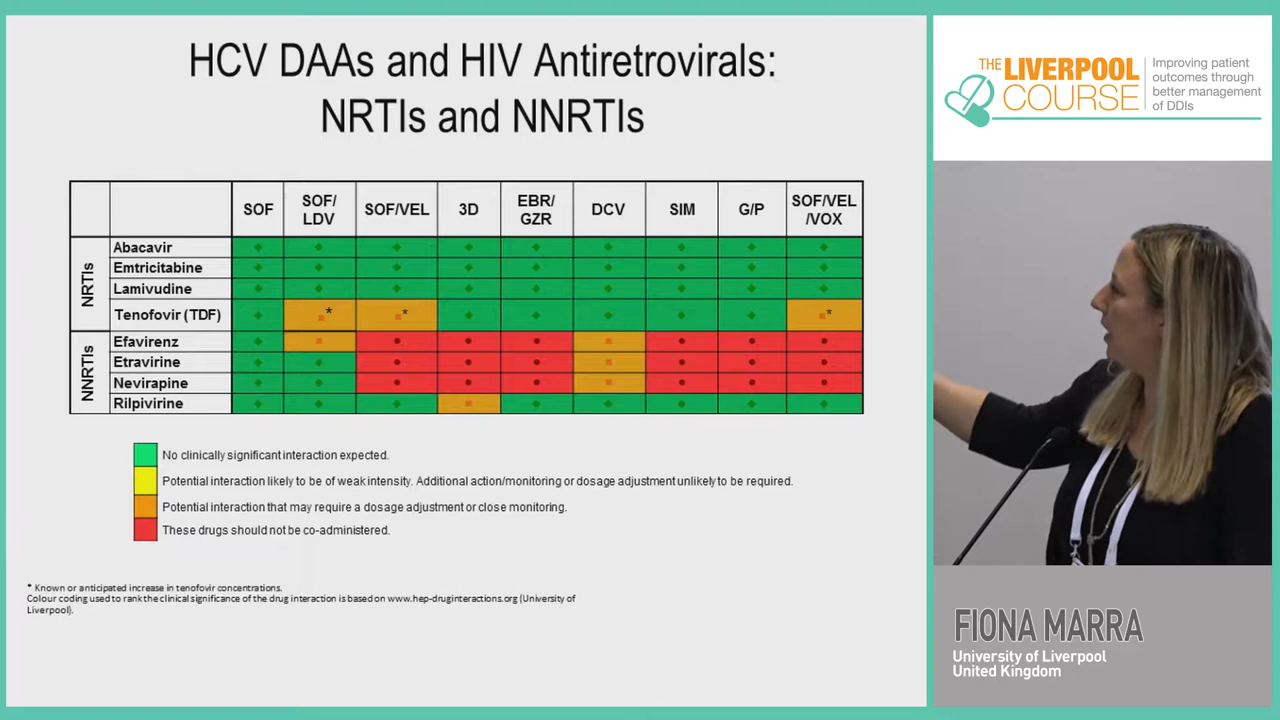 HCV DAAs and HIV Antiretrovirals:
NRTIs and NNRTIs
SOF
SOF/
LDV
SOF/VEL
3D
EBR/
GZR
DCV
SIM
G/P
SOF/VEL
/VOX
NRTIs
Abacavir
Emtricitabine
Lamivudine
Tenofovir (TDF)
*
*
*
NNRTIs
Efavirenz
Etravirine
Nevirapine
Rilpivirine
No clinically significant interaction expected.
Potential interaction likely to be of weak intensity. Additional action/monitoring or dosage adjustment unlikely to be required.
Potential interaction that may require a dosage adjustment or close monitoring.
These drugs should not be co-administered.
* Known or anticipated increase in tenofovir concentrations.
Colour coding used to rank the clinical significance of the drug interaction is based on www.hep-druginteractions.org (University of
Liverpool).
THE LIVERPOOL
COURSE
Improving patient
outcomes through
better management
of DDIs
FIONA MARRA
University of Liverpool
United Kingdom